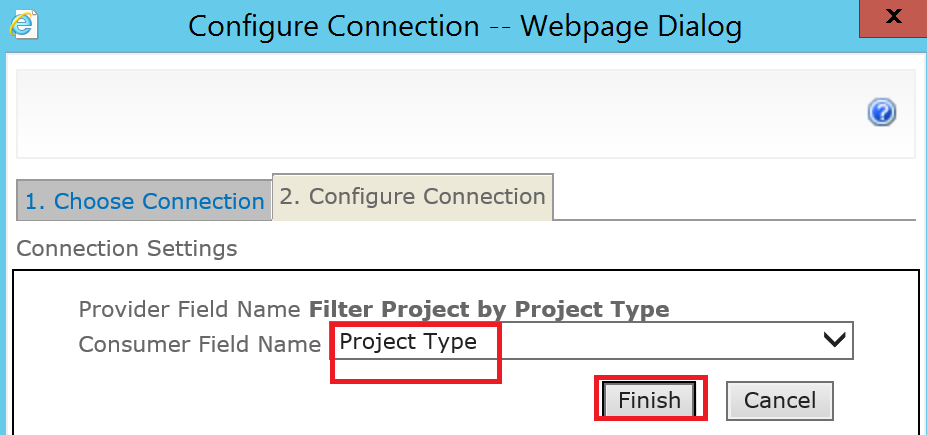 Configure Connection -- Webpage Dialog
x
?
1. Choose Connection 2. Configure Connection
Connection Settings
Provider Field Name Filter Project by Project Type
Consumer Field Name Project Type
Finish Cancel